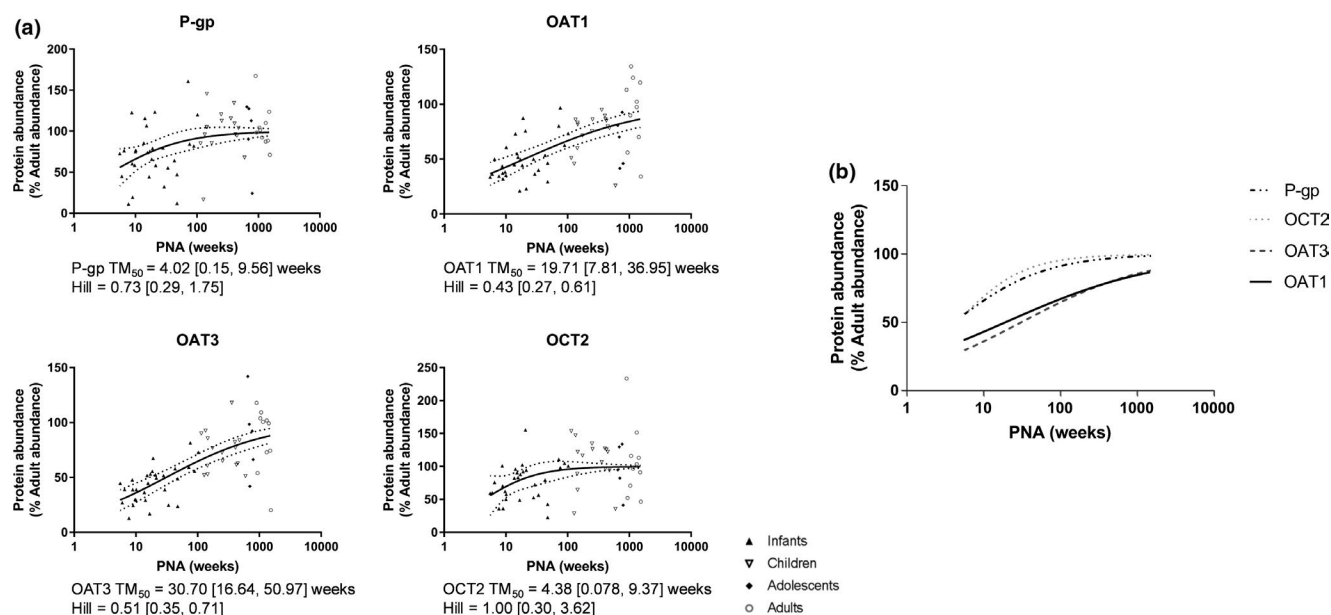 (a)
P-gp
Protein abundance
(% Adult abundance)
200
150
100
50
0
1
10
100
1000
10000
PNA (weeks)
P-gp TM50 = 4.02 [0.15, 9.56] weeks
Hill = 0.73 [0.29, 1.75]
OAT1
Protein abundance
(% Adult abundance)
150
100
50
0
1
10
100
1000
10000
PNA (weeks)
OAT1 TM50 = 19.71 [7.81, 36.95] weeks
Hill = 0.43 [0.27, 0.61]
OAT3
Protein abundance
(% Adult abundance)
150
100
50
0
1
10
100
1000
10000
PNA (weeks)
OAT3 TM50 = 30.70 [16.64, 50.97] weeks
Hill = 0.51 [0.35, 0.71]
OCT2
Protein abundance
(% Adult abundance)
250
200
150
100
50
0
1
10
100
1000
10000
PNA (weeks)
OCT2 TM50 = 4.38 [0.078, 9.37] weeks
Hill = 1.00 [0.30, 3.62]
Infants
Children
Adolescents
Adults
(b)
Protein abundance
(% Adult abundance)
150
100
50
0
1
10
100
1000
10000
PNA (weeks)
P-gp
OCT2
OAT3
OAT1